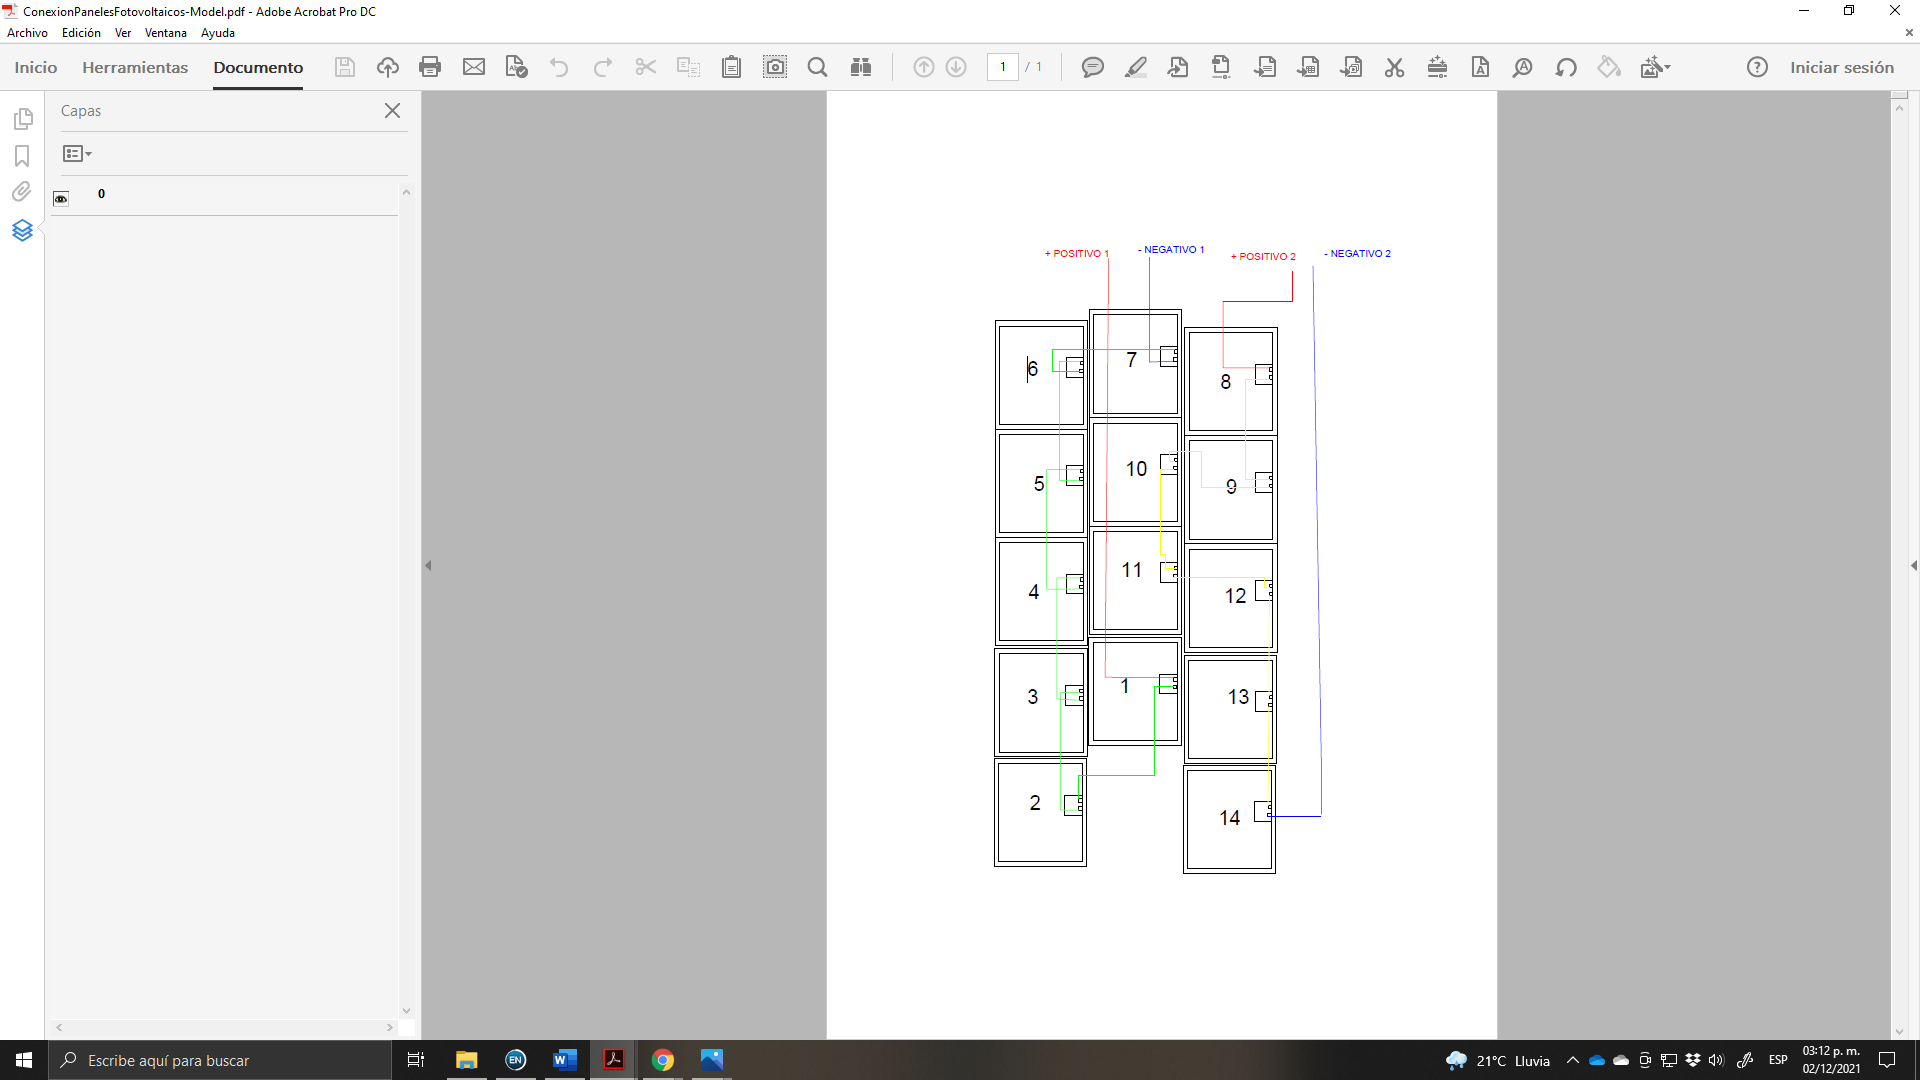 ConexionPanelesFotovoltaicos-Model.pdf - Adobe Acrobat Pro DC
Archivo Edición Ver Ventana Ayuda
Inicio Herramientas Documento 1 / 1 Iniciar sesión
Capas
0
+ POSITIVO 1 - NEGATIVO 1 + POSITIVO 2 - NEGATIVO 2
6 7 8
5 10 9
4 11 12
3 1 13
2 14
Escribe aquí para buscar EN 21°C Lluvia ESP 03:12 p. m.
02/12/2021